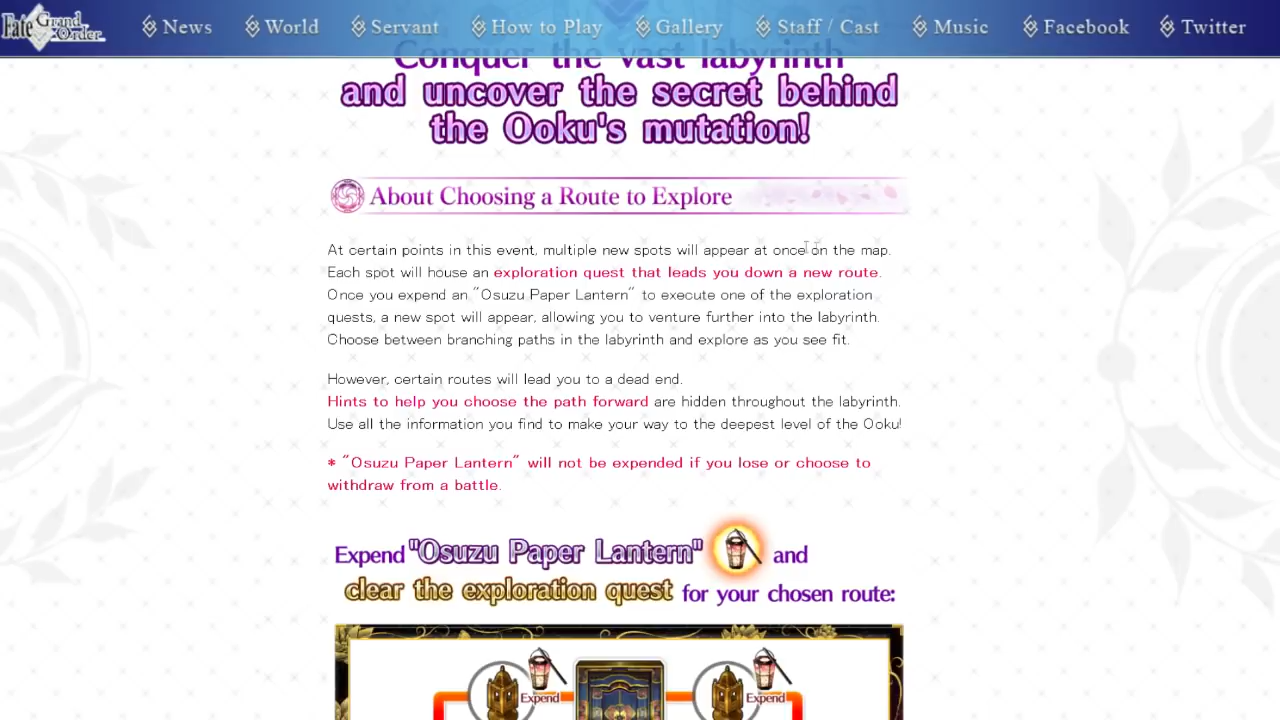 Fate Grand Order News World Servant How to Play Gallery Staff / Cast Music Facebook Twitter
Conquer the vast labyrinth
and uncover the secret behind
the Ooku's mutation!
About Choosing a Route to Explore
At certain points in this event, multiple new spots will appear at once on the map.
Each spot will house an exploration quest that leads you down a new route.
Once you expend an "Osuzu Paper Lantern" to execute one of the exploration
quests, a new spot will appear, allowing you to venture further into the labyrinth.
Choose between branching paths in the labyrinth and explore as you see fit.
However, certain routes will lead you to a dead end.
Hints to help you choose the path forward are hidden throughout the labyrinth.
Use all the information you find to make your way to the deepest level of the Ooku!
* "Osuzu Paper Lantern" will not be expended if you lose or choose to
withdraw from a battle.
Expend "Osuzu Paper Lantern" and
clear the exploration quest for your chosen route:
Expend Expend